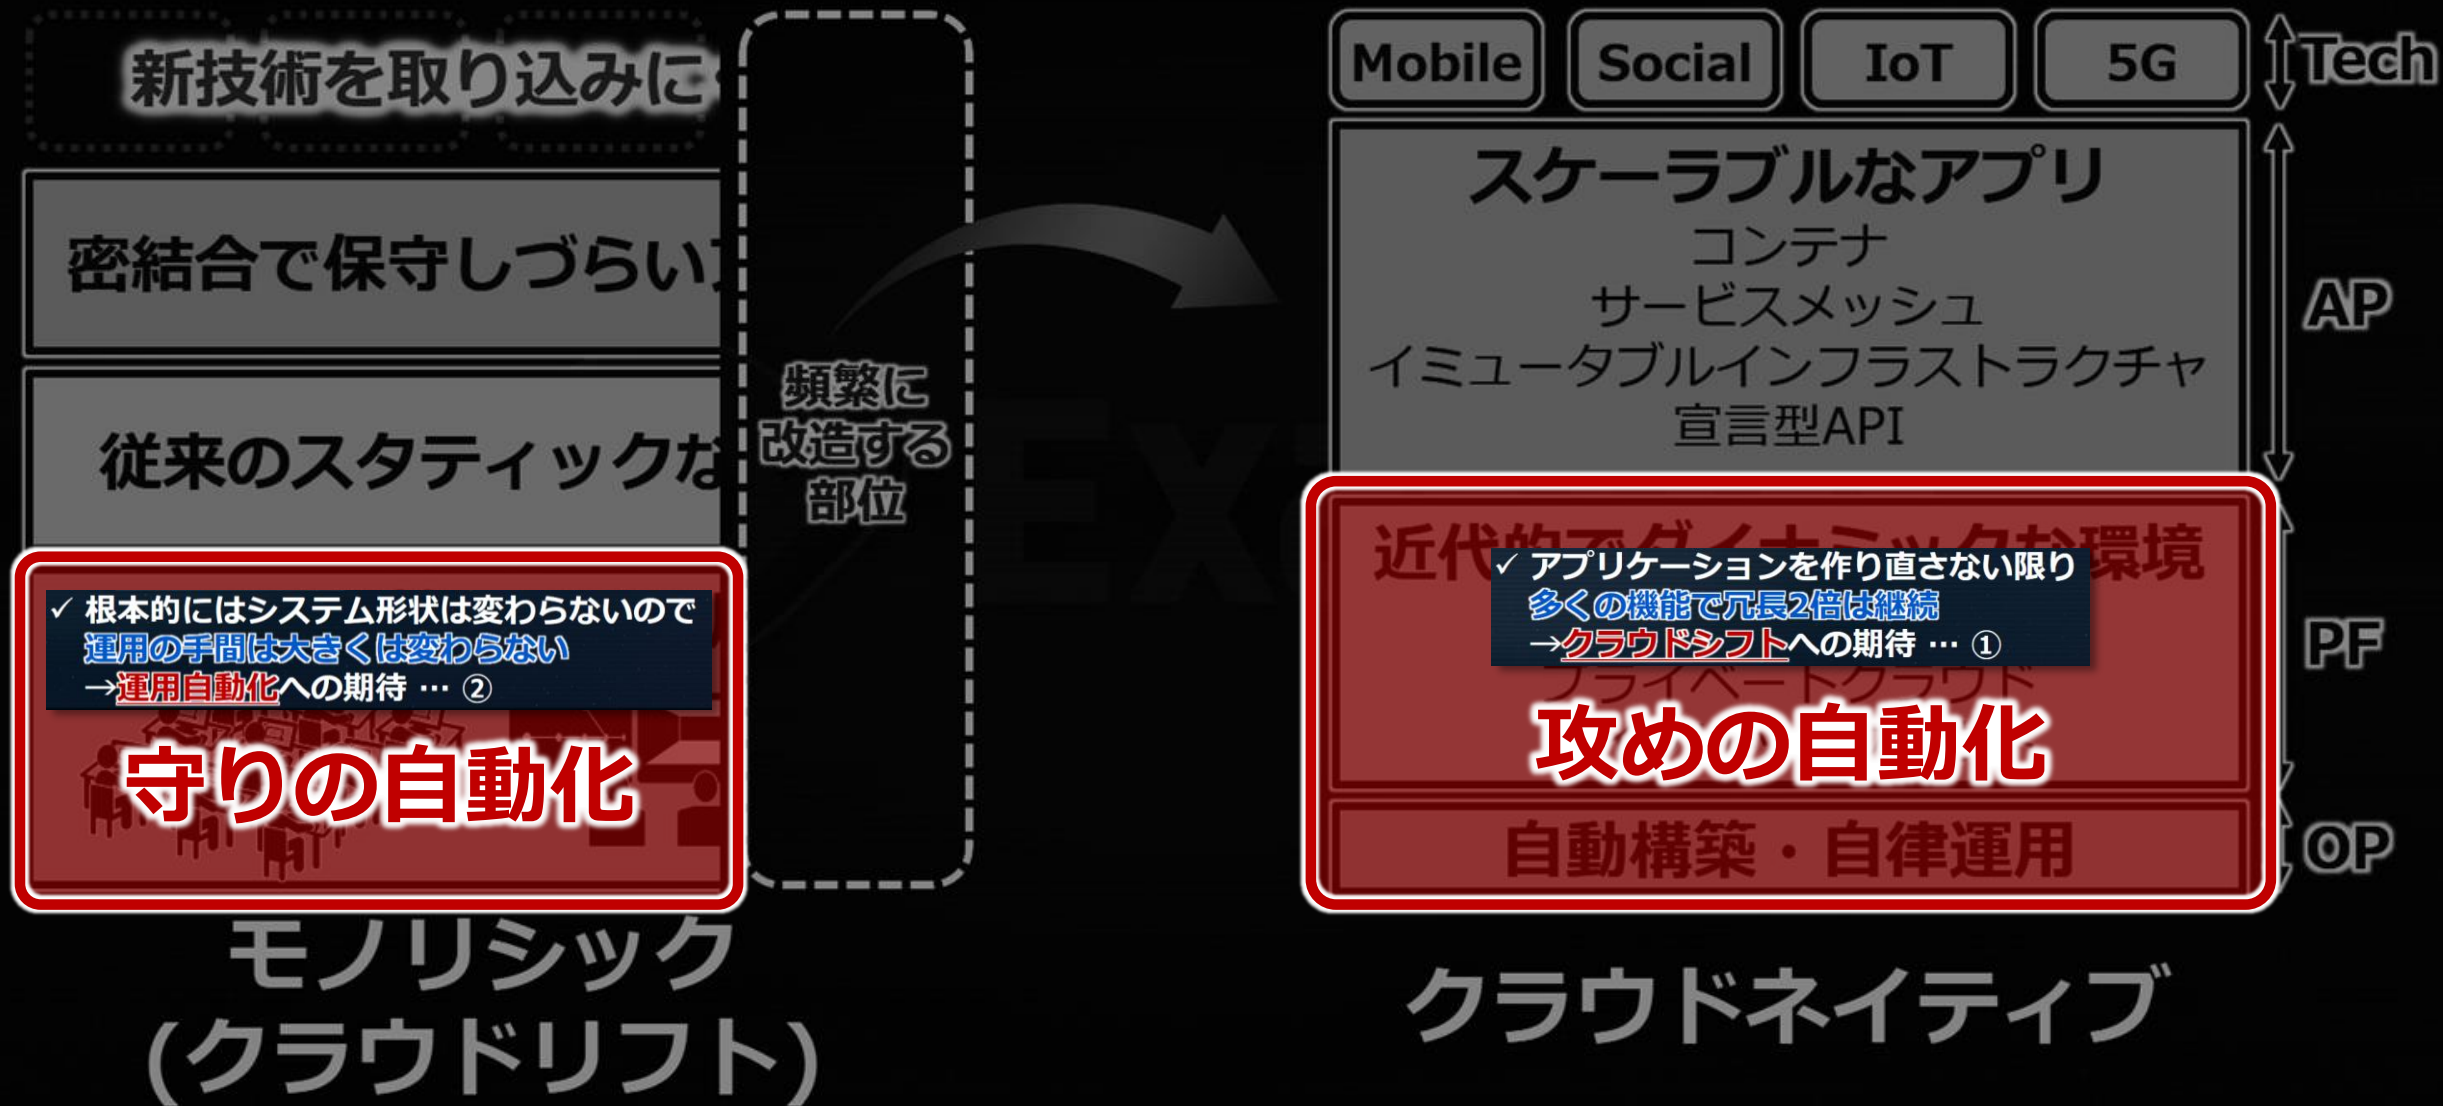 新技術を取り込みに
密結合で保守しづらい
従来のスタティックな
✓ 根本的にはシステム形状は変わらないので
運用の手間は大きくは変わらない
→運用自動化への期待 … ②
守りの自動化
モノリシック
(クラウドリフト)
頻繁に
改造する
部位
Mobile
Social
IoT
5G
Tech
スケーラブルなアプリ
コンテナ
サービスメッシュ
イミュータブルインフラストラクチャ
宣言型API
AP
近代的でダイナミックな環境
✓ アプリケーションを作り直さない限り
多くの機能で冗長2倍は継続
→クラウドシフトへの期待 … ①
プライベートクラウド
攻めの自動化
PF
自動構築・自律運用
OP
クラウドネイティブ